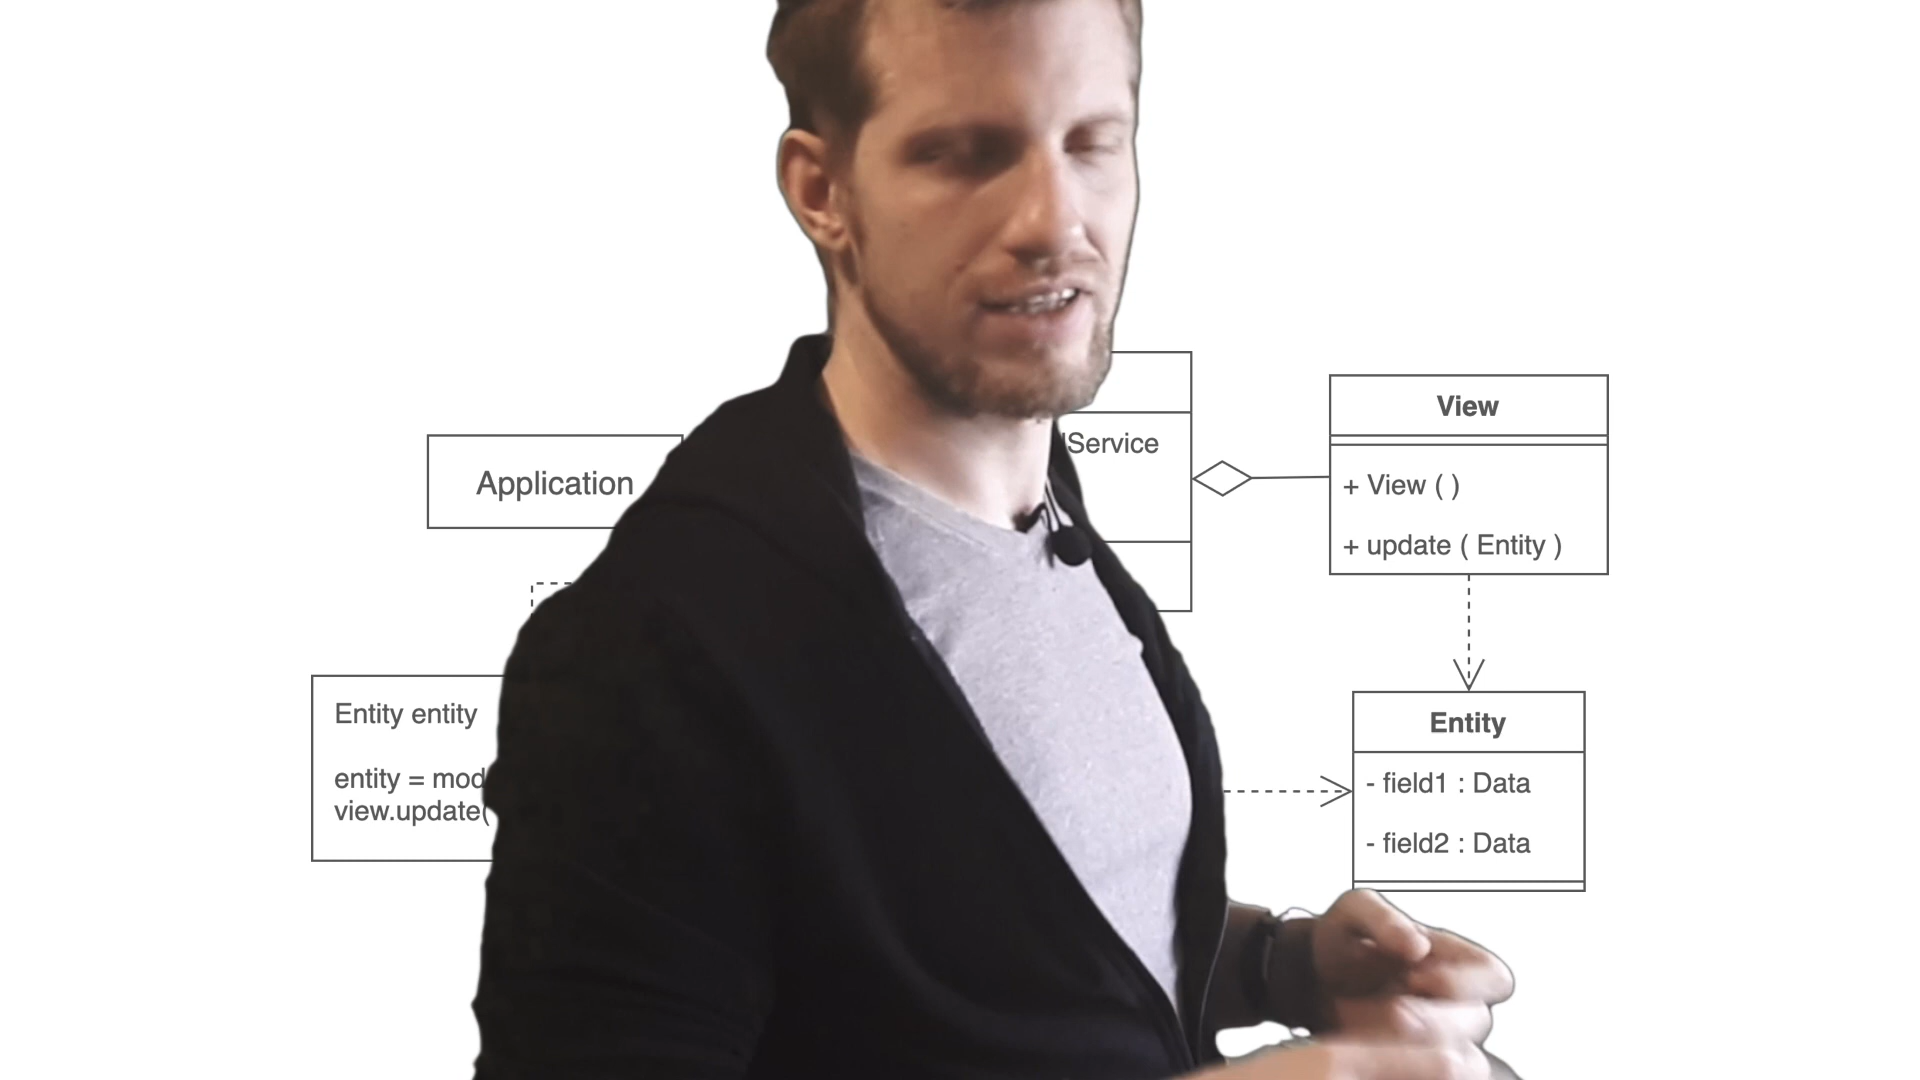 Application
Entity entity
entity = mod
view.update(
Service
View
+ View ( )
+ update ( Entity )
Entity
- field1 : Data
- field2 : Data